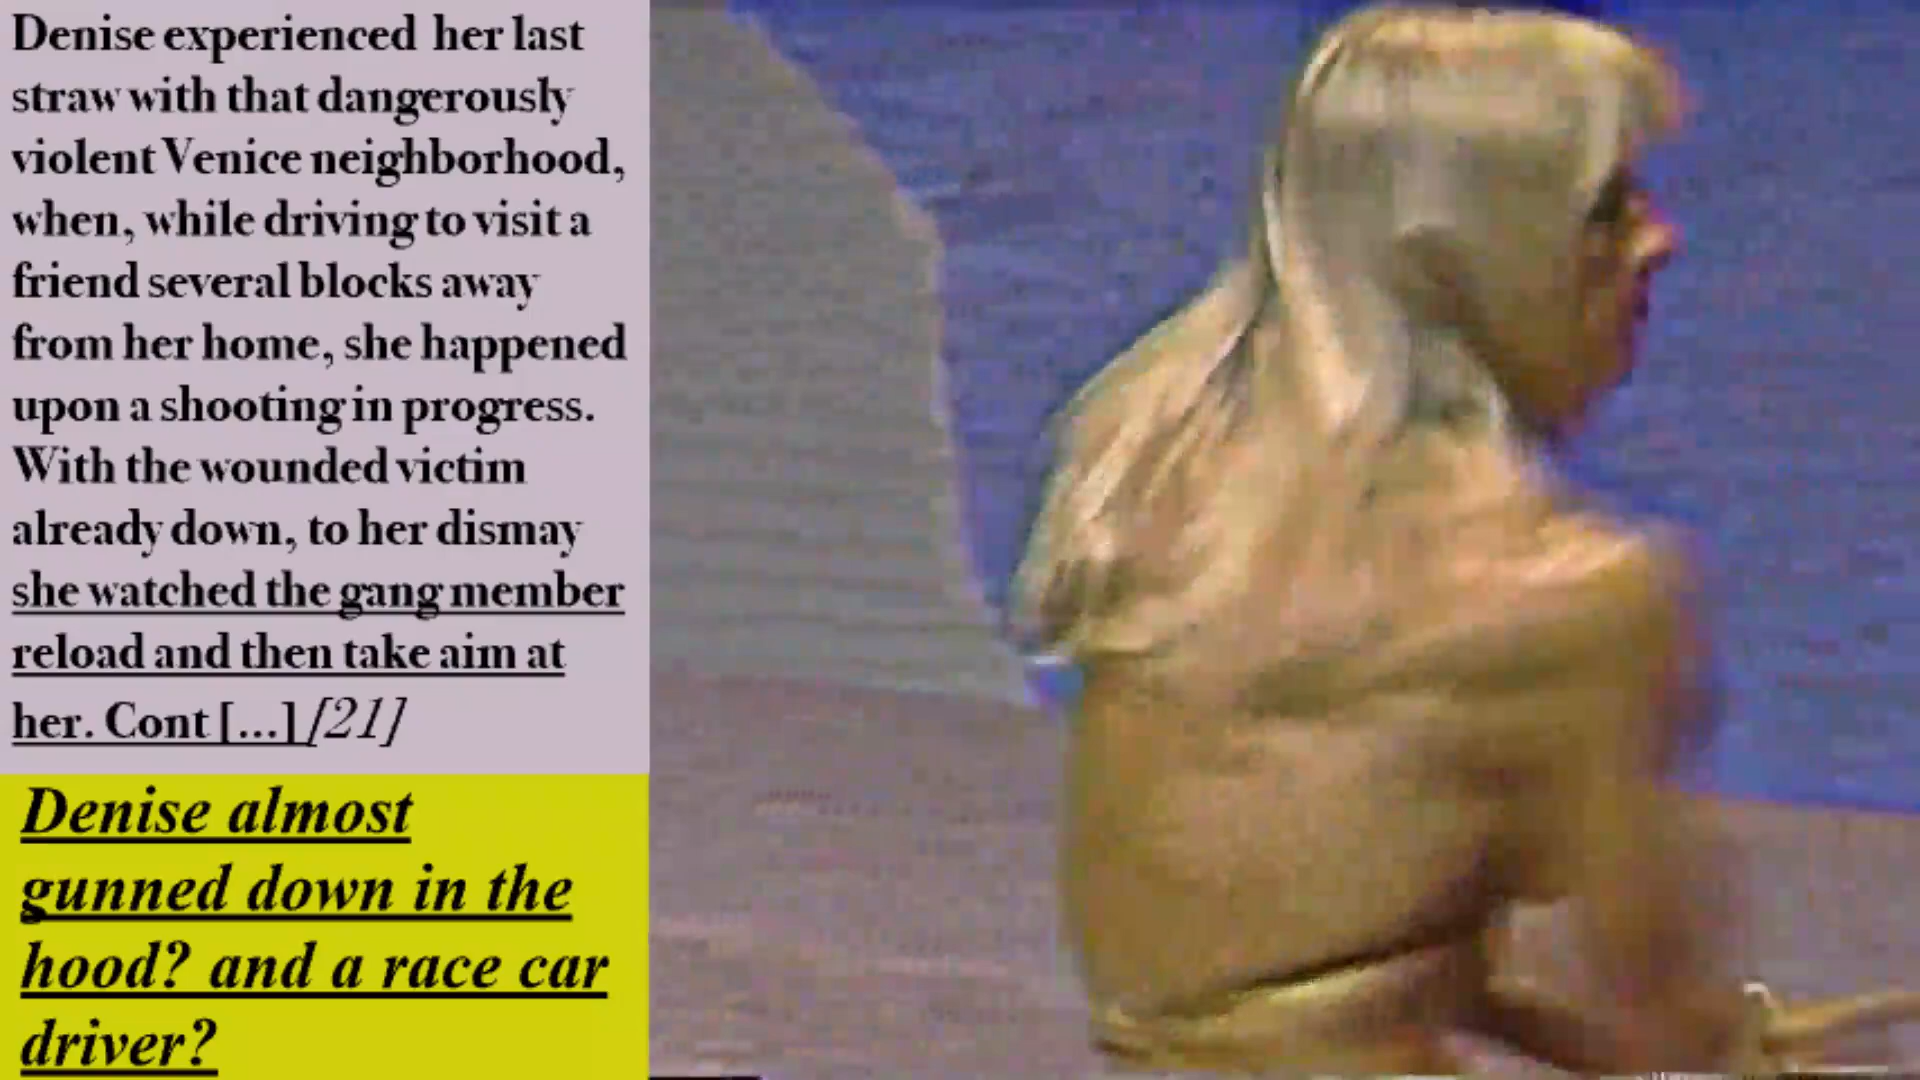 Denise experienced her last
straw with that dangerously
violent Venice neighborhood,
when, while driving to visit a
friend several blocks away
from her home, she happened
upon a shooting in progress.
With the wounded victim
already down, to her dismay
she watched the gang member
reload and then take aim at
her. Cont [...] [21]
Denise almost
gunned down in the
hood? and a race car
driver?